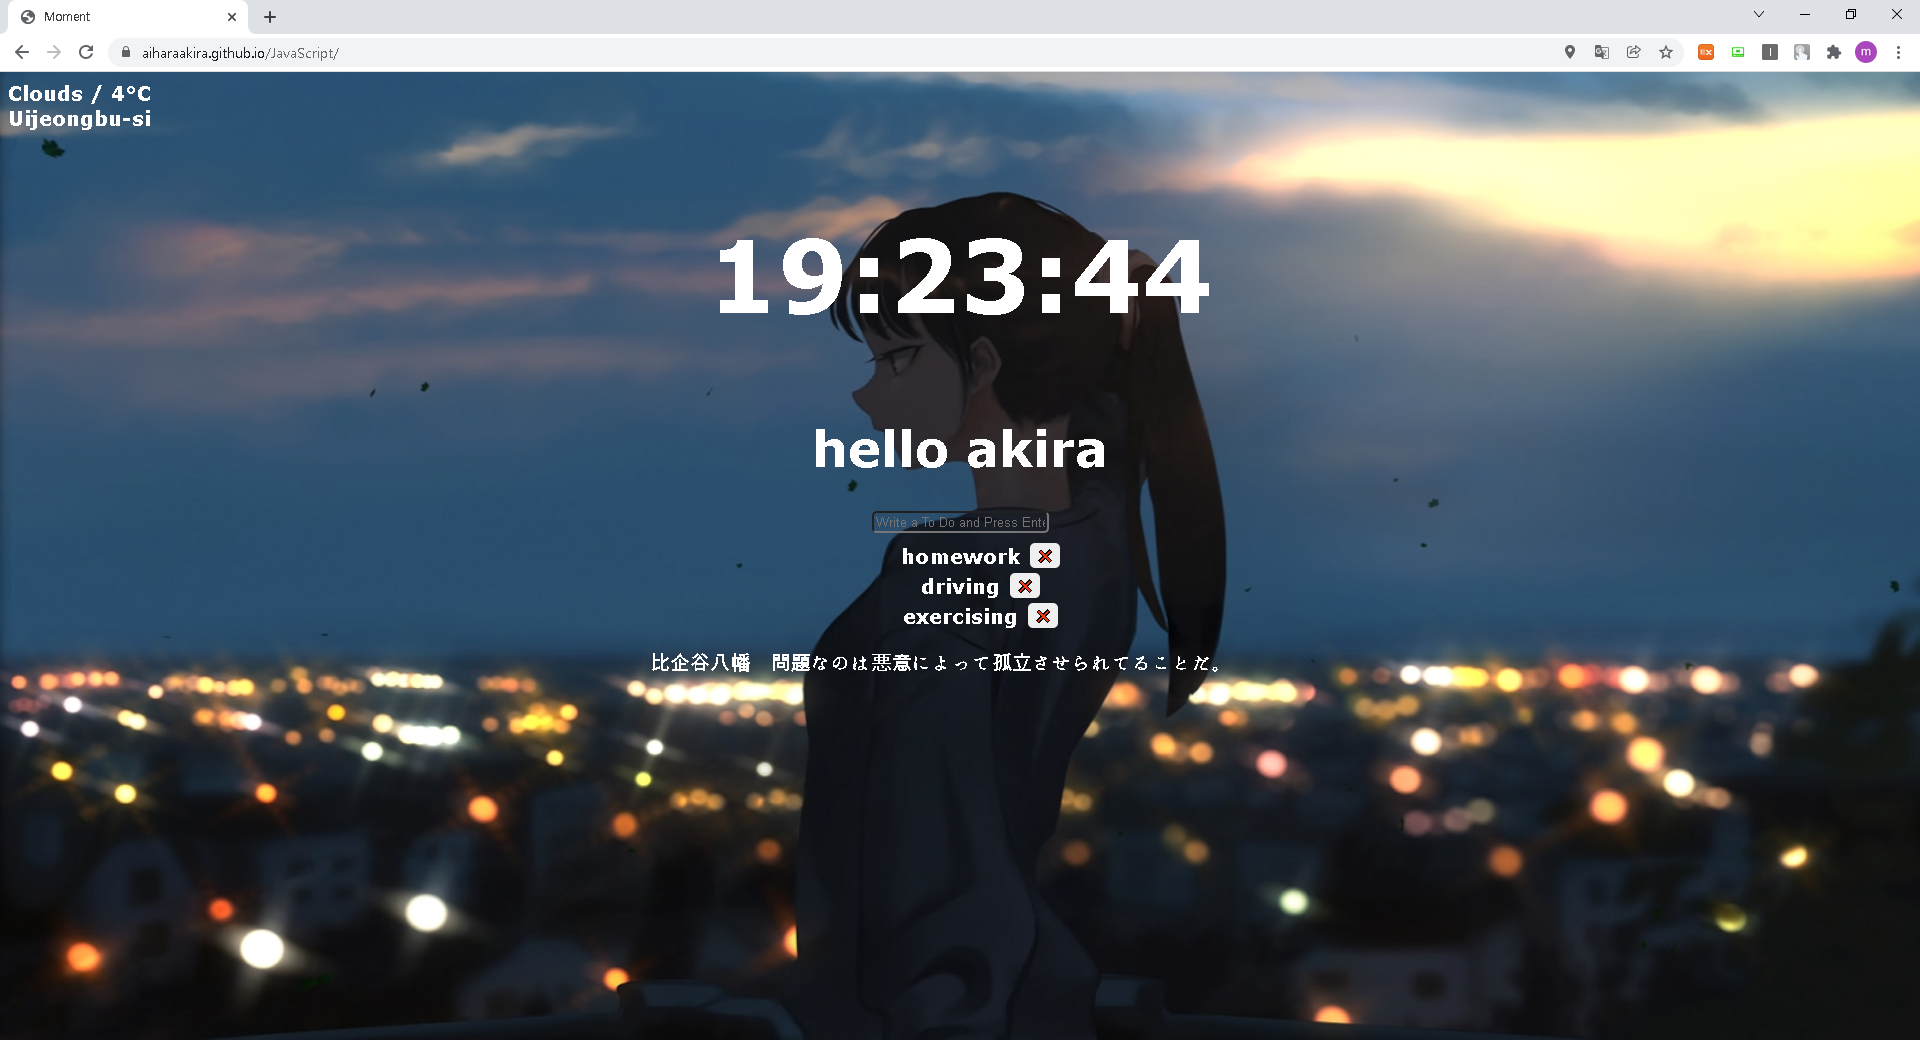 Moment
aiharaakira.github.io/JavaScript/
EX
I
m
Clouds / 4°C
Uijeongbu-si
19:23:44
hello akira
Write a To Do and Press Ente
homework
driving
exercising
比企谷八幡　問題なのは悪意によって孤立させられてることだ。